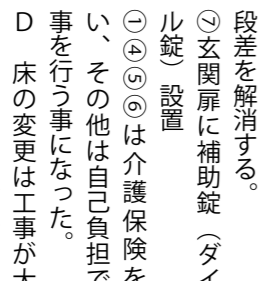 段差を解消する。
⑦玄関扉に補助錠（ダイ
ル錠）設置
①④⑤⑥は介護保険を
い、その他は自己負担で
事を行う事になった。
D　床の変更は工事が大